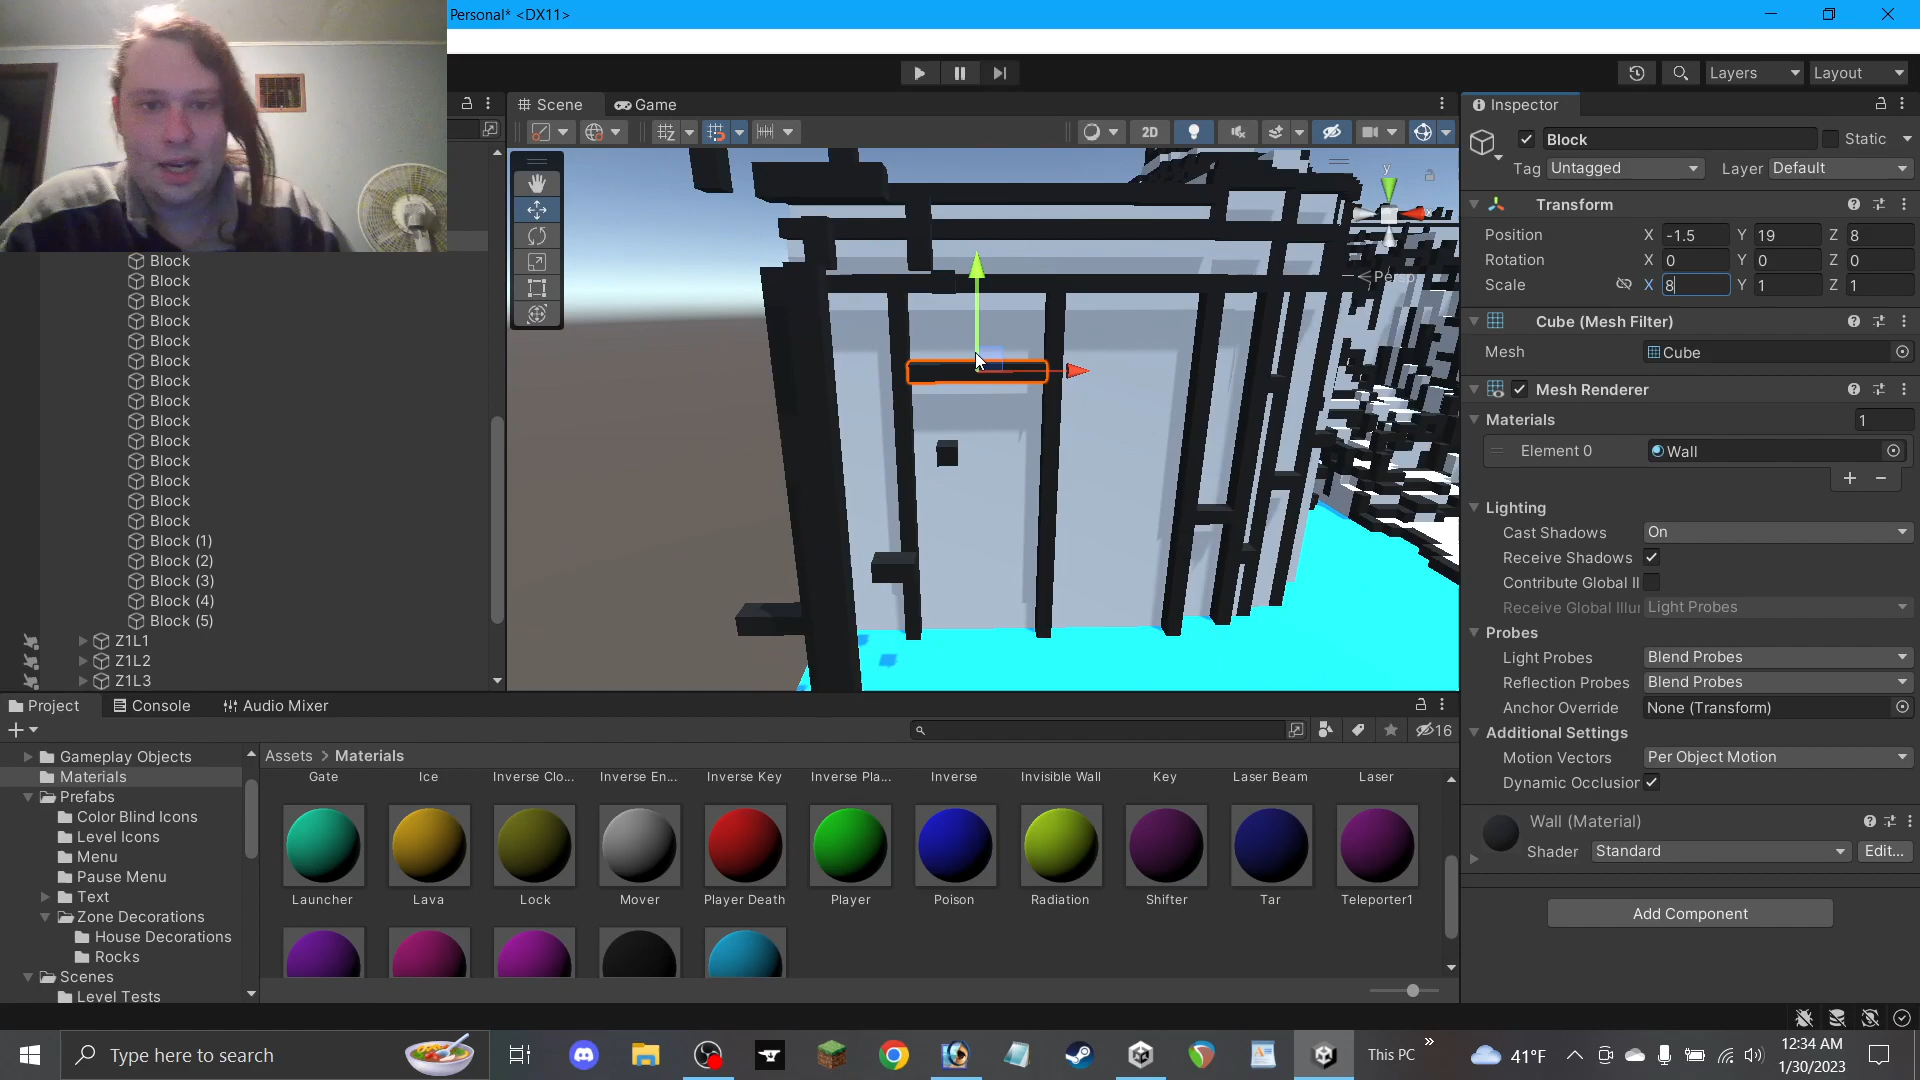 Personal* <DX11>
Layers
Layout
Scene
Game
Inspector
2D
Block
Static
Tag Untagged Layer Default
Transform
Position X -1.5 Y 19 Z 8
Rotation X 0 Y 0 Z 0
Scale X 8 Y 1 Z 1
Cube (Mesh Filter)
Mesh Cube
Mesh Renderer
Materials 1
Element 0 Wall
Lighting
Cast Shadows On
Receive Shadows
Contribute Global Il
Receive Global Illur Light Probes
Probes
Light Probes Blend Probes
Reflection Probes Blend Probes
Anchor Override None (Transform)
Additional Settings
Motion Vectors Per Object Motion
Dynamic Occlusior
Wall (Material)
Shader Standard Edit...
Add Component
y
Persp
Block
Block
Block
Block
Block
Block
Block
Block
Block
Block
Block
Block
Block
Block
Block (1)
Block (2)
Block (3)
Block (4)
Block (5)
Z1L1
Z1L2
Z1L3
Project
Console
Audio Mixer
16
Gameplay Objects
Materials
Prefabs
Color Blind Icons
Level Icons
Menu
Pause Menu
Text
Zone Decorations
House Decorations
Rocks
Scenes
Level Tests
Assets > Materials
Gate Ice Inverse Clo... Inverse En... Inverse Key Inverse Pla... Inverse Invisible Wall Key Laser Beam Laser
Launcher Lava Lock Mover Player Death Player Poison Radiation Shifter Tar Teleporter1
Type here to search
This PC
41°F
12:34 AM
1/30/2023